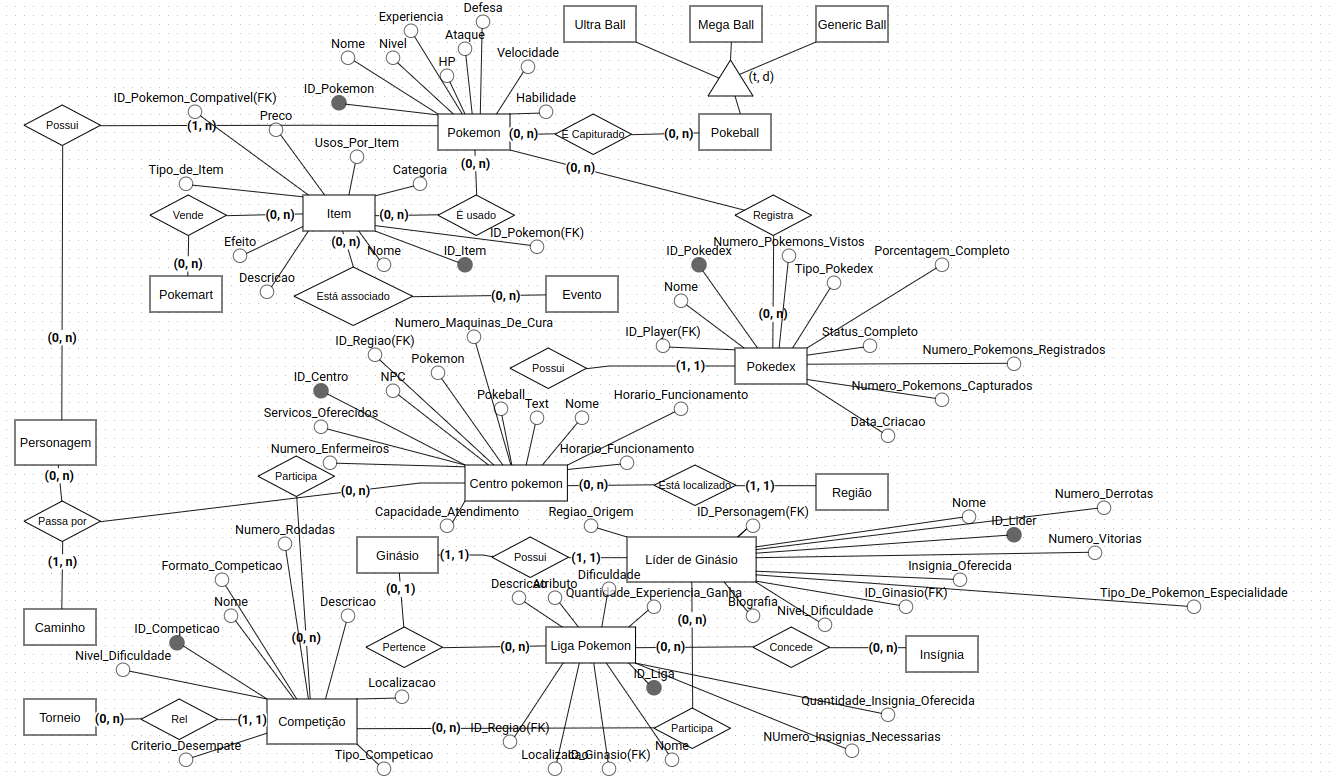 Defesa
Experiencia
Ultra Ball
Mega Ball
Generic Ball
Ataque
Nome
Nivel
Velocidade
HP
(t, d)
ID_Pokemon
ID_Pokemon_Compativel(FK)
Habilidade
Preco
Possui
(1, n)
Pokemon
(0, n)
É Capiturado
(0, n)
Pokeball
Usos_Por_Item
(0, n)
(0, n)
Tipo_de_Item
Categoria
Vende
(0, n)
Item
(0, n)
É usado
Registra
ID_Pokemon(FK)
Efeito
(0, n)
Nome
ID_Item
ID_Pokedex
Numero_Pokemons_Vistos
Porcentagem_Completo
(0, n)
Descricao
Tipo_Pokedex
Nome
Pokemart
Está associado
(0, n)
Evento
(0, n)
Numero_Maquinas_De_Cura
ID_Player(FK)
Status_Completo
(0, n)
ID_Regiao(FK)
Pokemon
Numero_Pokemons_Registrados
Possui
(1, 1)
Pokedex
ID_Centro
NPC
Numero_Pokemons_Capturados
Pokeball
Text
Nome
Horario_Funcionamento
Servicos_Oferecidos
Data_Criacao
Personagem
Numero_Enfermeiros
Horario_Funcionamento
(0, n)
Participa
(0, n)
Centro pokemon
(0, n)
Está localizado
(1, 1)
Região
Numero_Derrotas
Nome
Passa por
Capacidade_Atendimento
Regiao_Origem
ID_Personagem(FK)
ID_Lider
Numero_Rodadas
Numero_Vitorias
(1, n)
Ginásio
(1, 1)
Possui
(1, 1)
Líder de Ginásio
Formato_Competicao
Insignia_Oferecida
Dificuldade
Descricao
Atributo
Quantidade_Experiencia_Ganha
ID_Ginasio(FK)
Tipo_De_Pokemon_Especialidade
(0, 1)
Nome
Descricao
Biografia
Nivel_Dificuldade
(0, n)
Caminho
ID_Competicao
(0, n)
Pertence
(0, n)
Liga Pokemon
(0, n)
Concede
(0, n)
Insígnia
Nivel_Dificuldade
ID_Liga
Localizacao
Quantidade_Insignia_Oferecida
Torneio
(0, n)
Rel
(1, 1)
Competição
(0, n)
ID_Regiao(FK)
Participa
NUmero_Insignias_Necessarias
Criterio_Desempate
Tipo_Competicao
Localizacao
ID_Ginasio(FK)
Nome